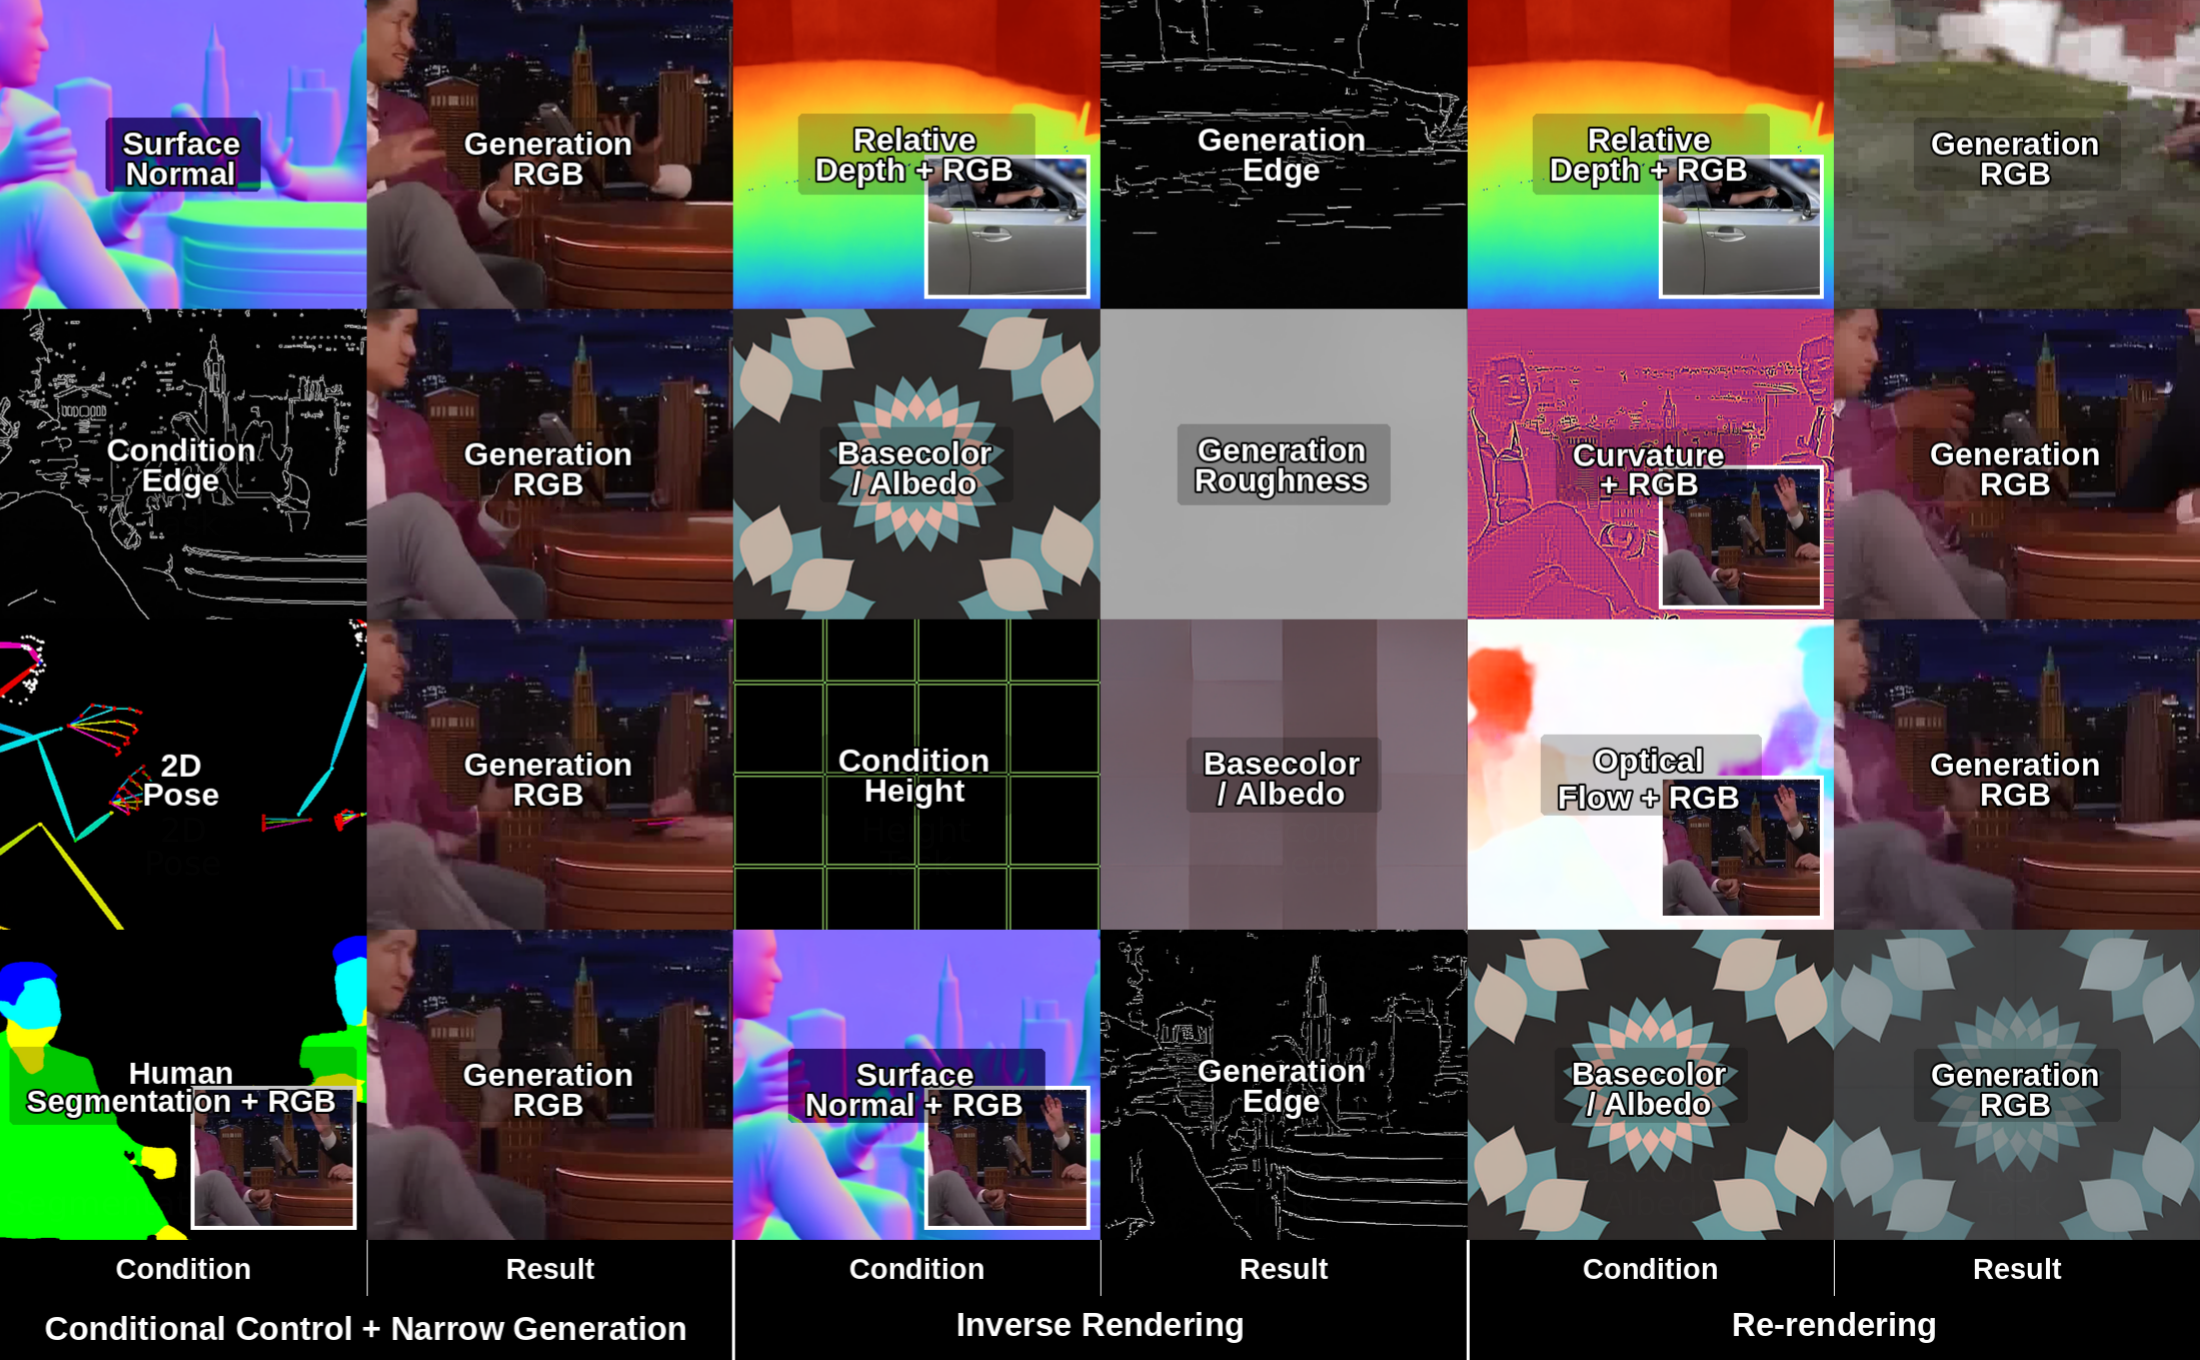 Surface
Normal
Generation
RGB
Relative
Depth + RGB
Generation
Edge
Relative
Depth + RGB
Generation
RGB
Condition
Edge
Generation
RGB
Basecolor
/ Albedo
Generation
Roughness
Curvature
+ RGB
Generation
RGB
2D
Pose
2D
Pose
Generation
RGB
Condition
Height
Height
Basecolor
/ Albedo
Optical
Flow + RGB
Generation
RGB
Human
Segmentation + RGB
Generation
RGB
Surface
Normal + RGB
Generation
Edge
Basecolor
/ Albedo
Generation
RGB
Condition
Result
Condition
Result
Condition
Result
Conditional Control + Narrow Generation
Inverse Rendering
Re-rendering